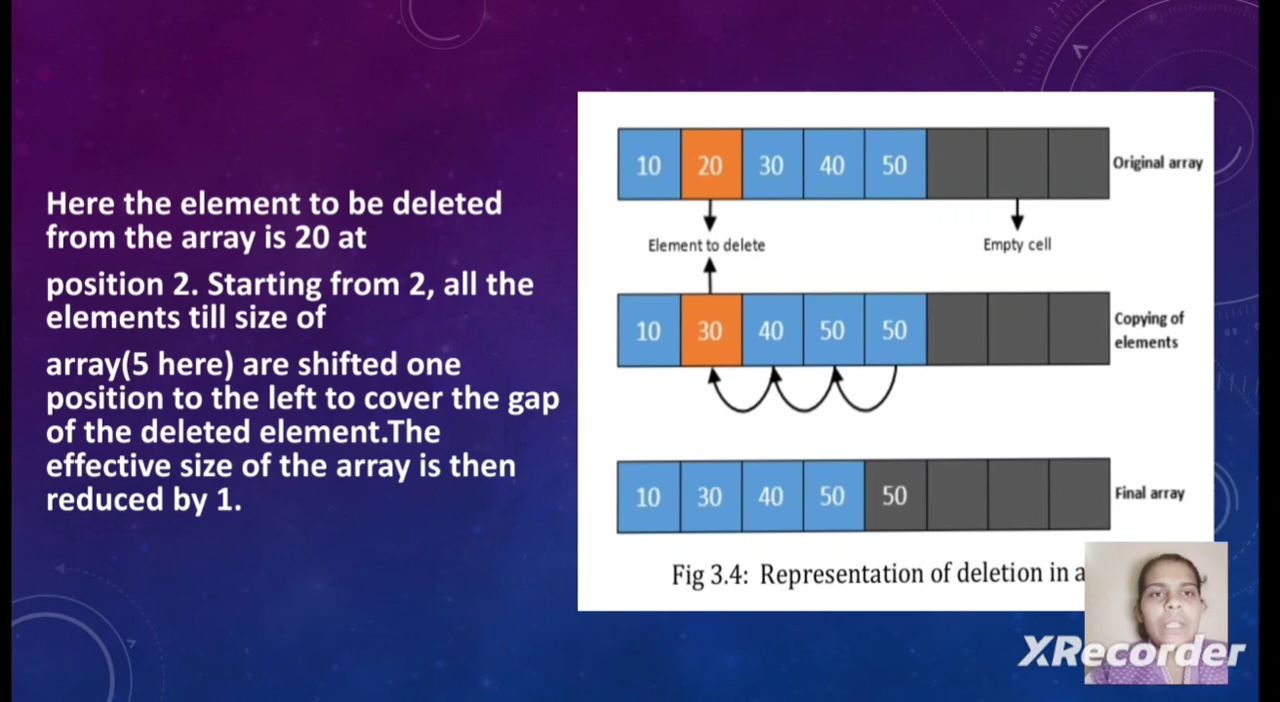 Here the element to be deleted
from the array is 20 at
position 2. Starting from 2, all the
elements till size of
array(5 here) are shifted one
position to the left to cover the gap
of the deleted element.The
effective size of the array is then
reduced by 1.
10 20 30 40 50 Original array
Element to delete Empty cell
10 30 40 50 50 Copying of
elements
10 30 40 50 50 Final array
Fig 3.4: Representation of deletion in a
XRecorder